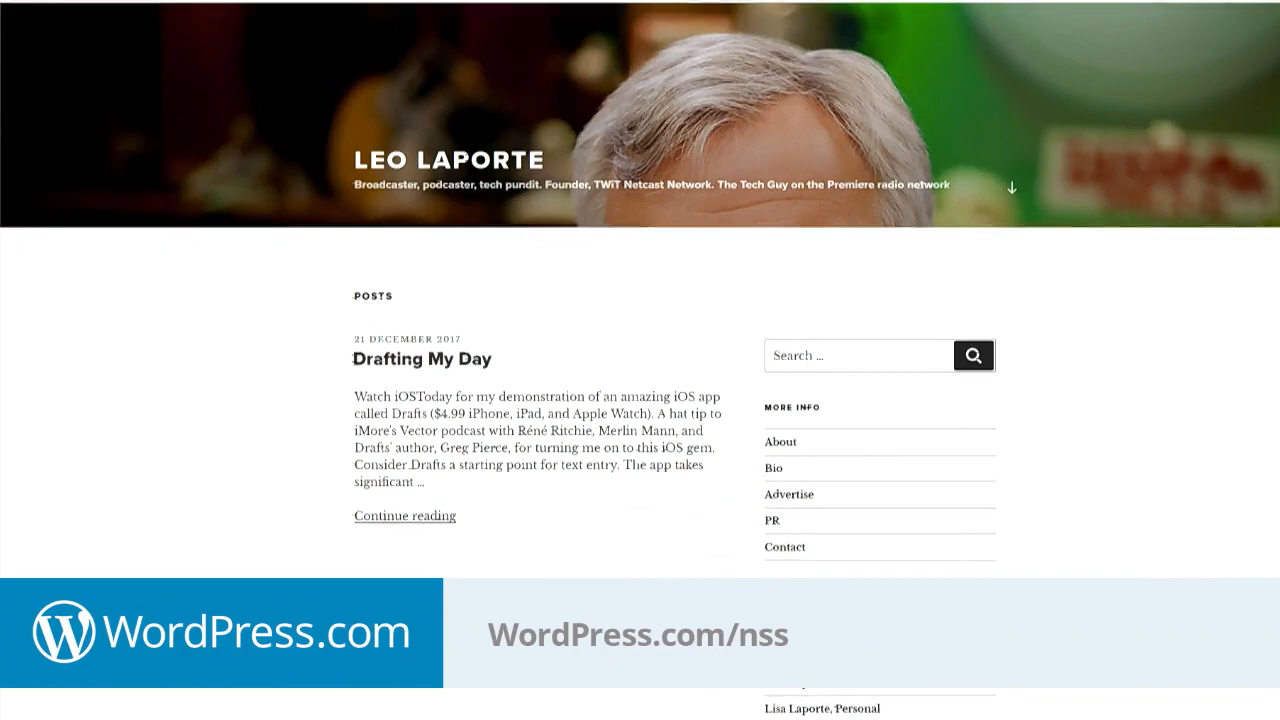 LEO LAPORTE
Broadcaster, podcaster, tech pundit. Founder, TWiT Netcast Network. The Tech Guy on the Premiere radio network
POSTS
21 DECEMBER 2017
Drafting My Day
Watch iOSToday for my demonstration of an amazing iOS app
called Drafts ($4.99 iPhone, iPad, and Apple Watch). A hat tip to
iMore's Vector podcast with Réné Ritchie, Merlin Mann, and
Drafts' author, Greg Pierce, for turning me on to this iOS gem.
Consider Drafts a starting point for text entry. The app takes
significant ...
Continue reading
Search ...
MORE INFO
About
Bio
Advertise
PR
Contact
WordPress.com
WordPress.com/nss
Lisa Laporte, Personal